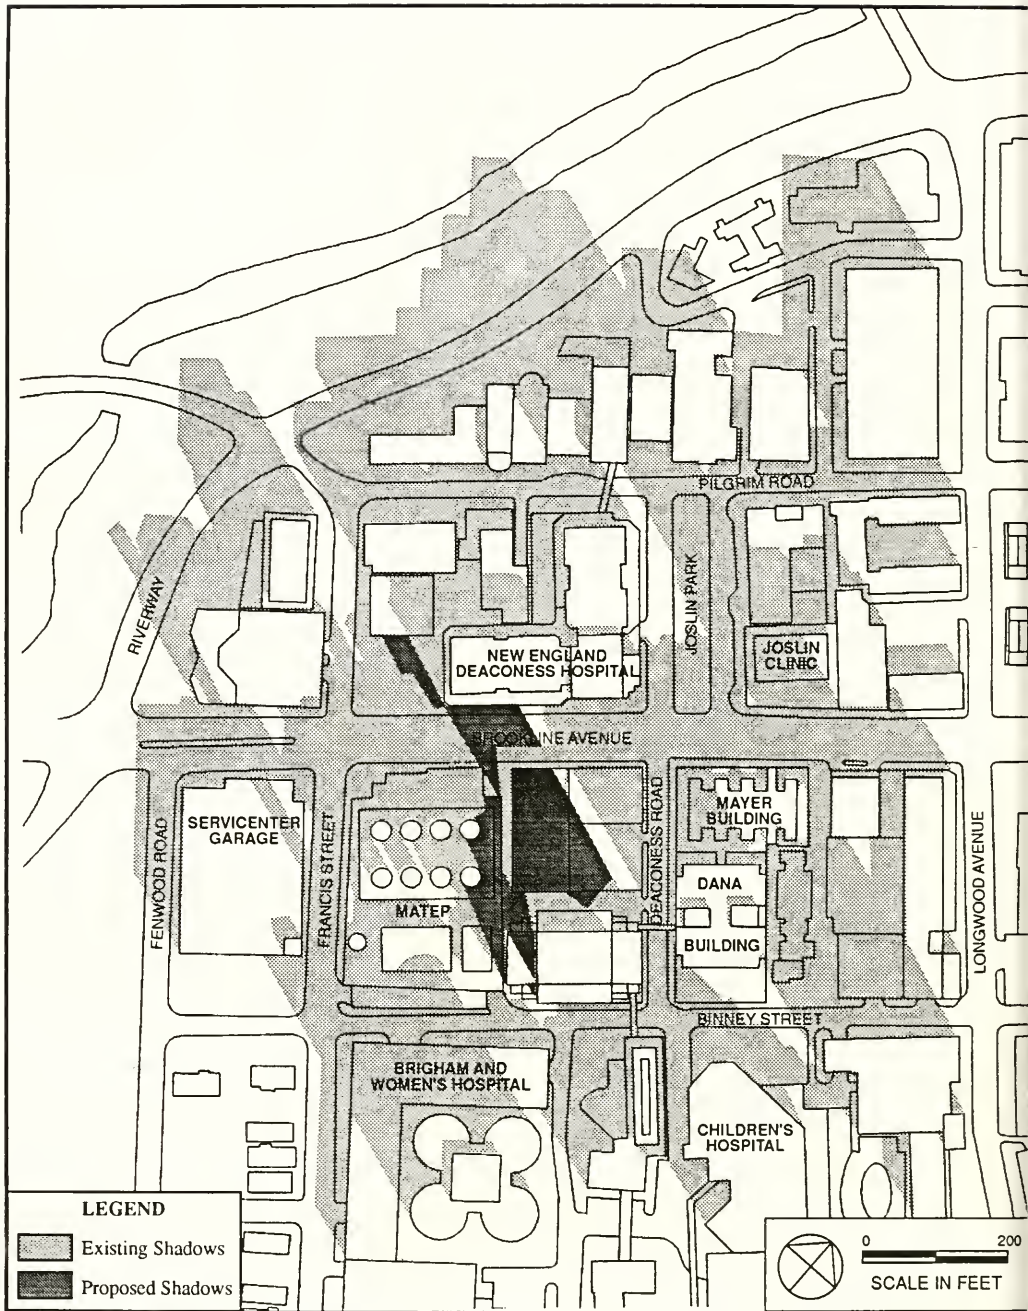 PILGRIM ROAD
RIVERWAY
JOSLIN PARK
NEW ENGLAND
DEACONESS HOSPITAL
JOSLIN
CLINIC
BROOKLINE AVENUE
FENWOOD ROAD
SERVICENTER
GARAGE
FRANCIS STREET
MATEP
DEACONESS ROAD
MAYER
BUILDING
DANA
BUILDING
LONGWOOD AVENUE
BINNEY STREET
BRIGHAM AND
WOMEN'S HOSPITAL
CHILDREN'S
HOSPITAL
LEGEND
Existing Shadows
Proposed Shadows
0 200
SCALE IN FEET